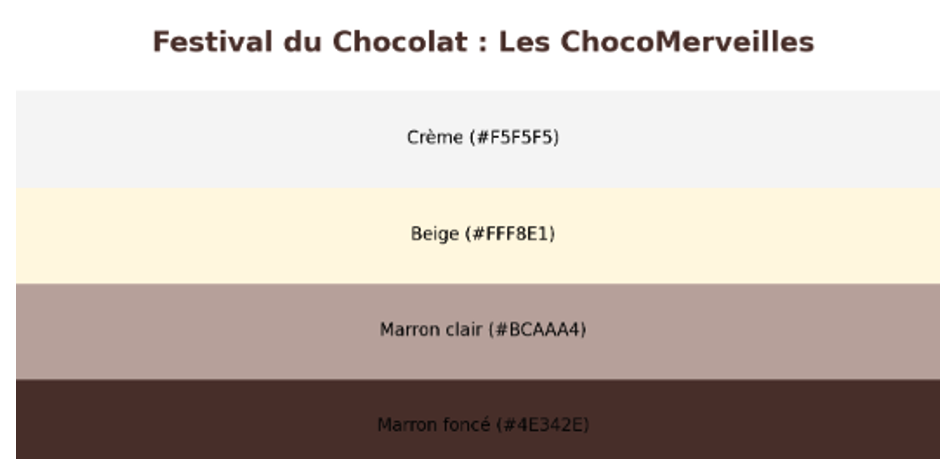 Festival du Chocolat : Les ChocoMerveilles
Crème (#F5F5F5)
Beige (#FFF8E1)
Marron clair (#BCAAA4)
Marron foncé (#4E342E)